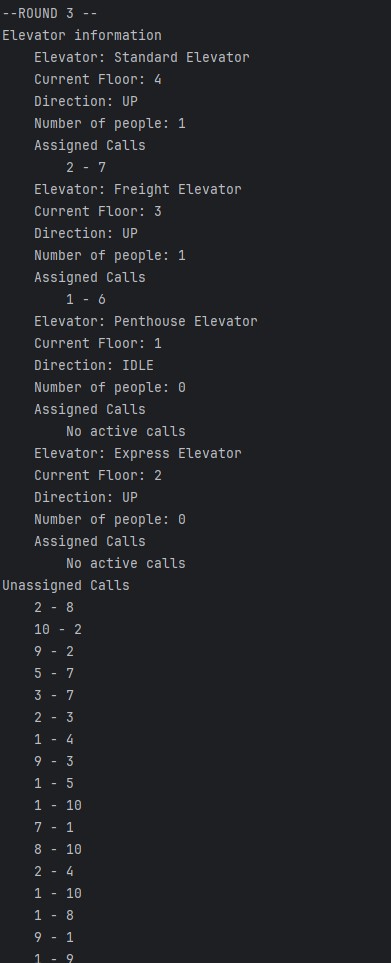 --ROUND 3 --
Elevator information
Elevator: Standard Elevator
Current Floor: 4
Direction: UP
Number of people: 1
Assigned Calls
2 - 7
Elevator: Freight Elevator
Current Floor: 3
Direction: UP
Number of people: 1
Assigned Calls
1 - 6
Elevator: Penthouse Elevator
Current Floor: 1
Direction: IDLE
Number of people: 0
Assigned Calls
No active calls
Elevator: Express Elevator
Current Floor: 2
Direction: UP
Number of people: 0
Assigned Calls
No active calls
Unassigned Calls
2 - 8
10 - 2
9 - 2
5 - 7
3 - 7
2 - 3
1 - 4
9 - 3
1 - 5
1 - 10
7 - 1
8 - 10
2 - 4
1 - 10
1 - 8
9 - 1
1 - 9